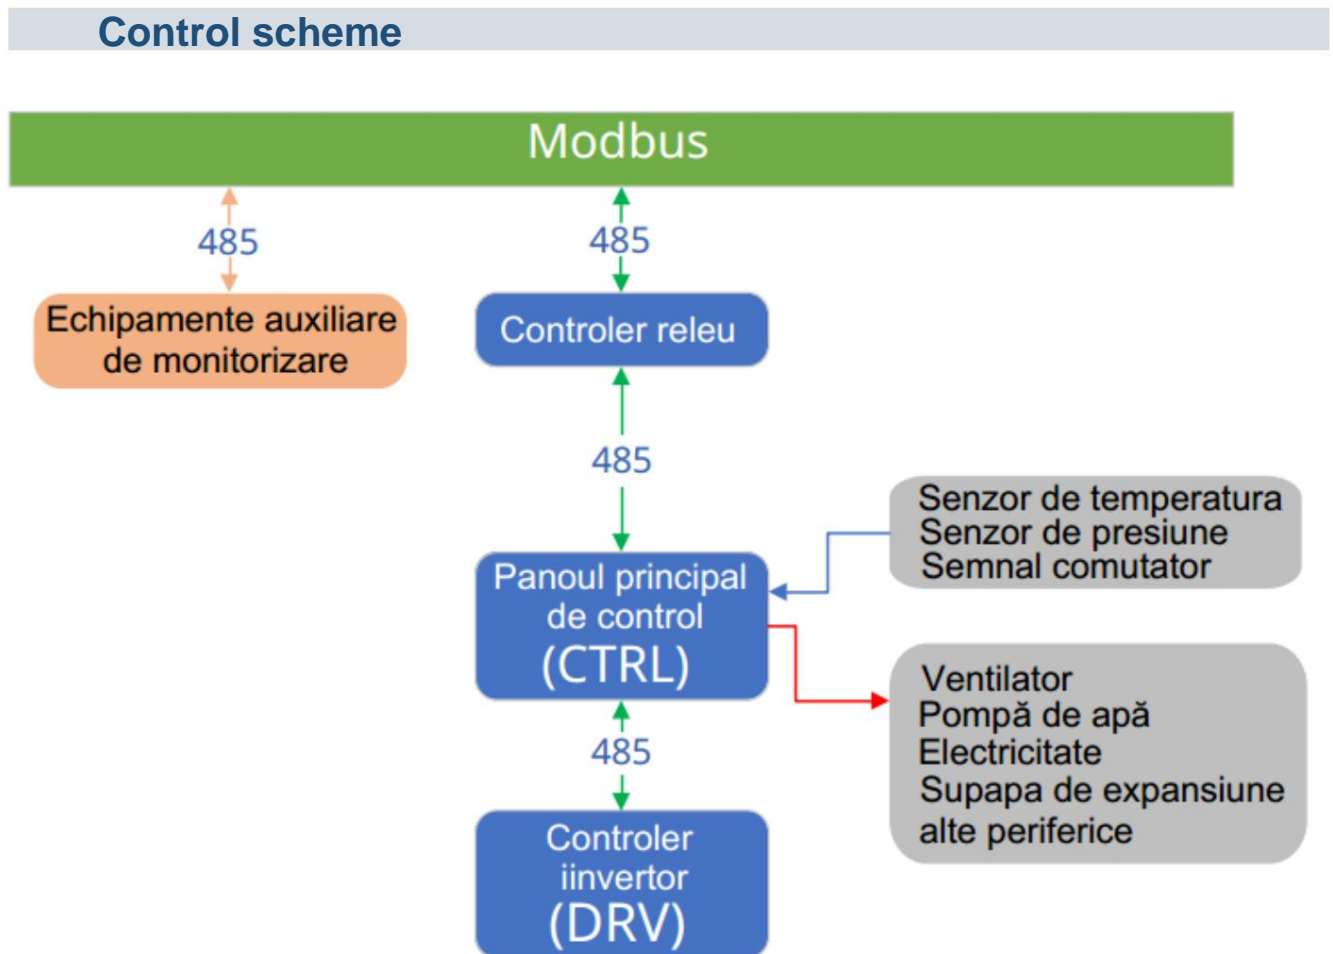 Control scheme
Modbus
485
485
Echipamente auxiliare
de monitorizare
Controler releu
485
Senzor de temperatura
Senzor de presiune
Semnal comutator
Panoul principal
de control
(CTRL)
Ventilator
Pompă de apă
Electricitate
Supapa de expansiune
alte periferice
485
Controler
iinvertor
(DRV)